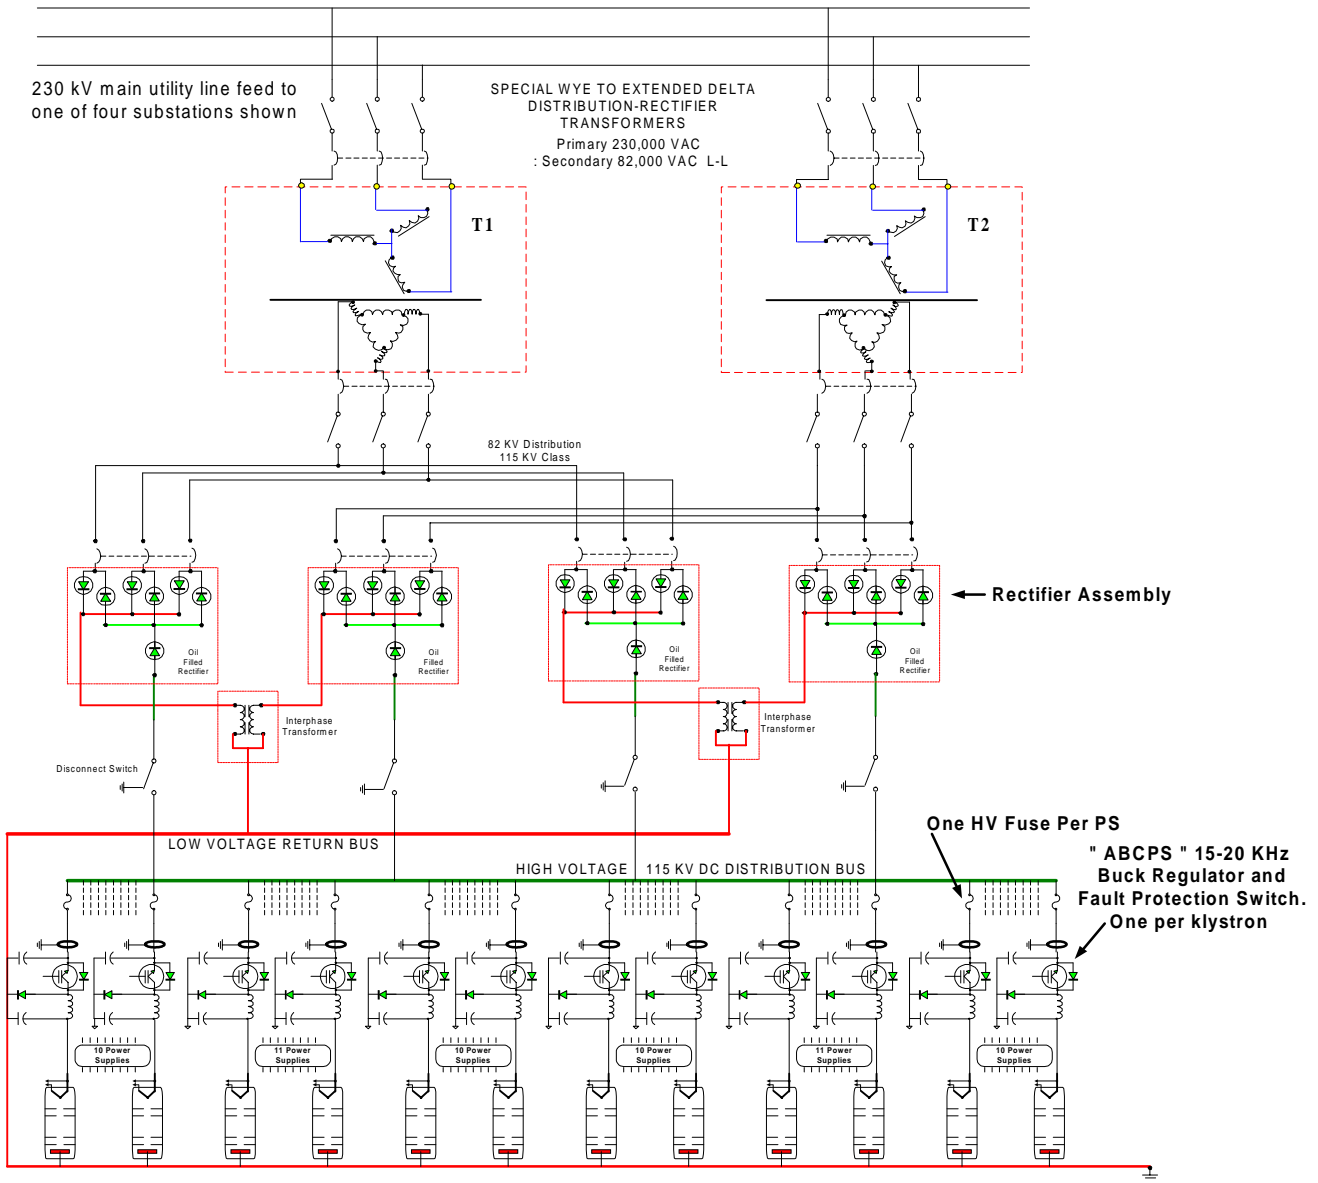 230 kV main utility line feed to
one of four substations shown
SPECIAL WYE TO EXTENDED DELTA
DISTRIBUTION-RECTIFIER
TRANSFORMERS
Primary 230,000 VAC
: Secondary 82,000 VAC L-L
T1
T2
82 KV Distribution
115 KV Class
Rectifier Assembly
Oil
Filled
Rectifier
Oil
Filled
Rectifier
Oil
Filled
Rectifier
Oil
Filled
Rectifier
Interphase
Transformer
Interphase
Transformer
Disconnect Switch
LOW VOLTAGE RETURN BUS
HIGH VOLTAGE 115 KV DC DISTRIBUTION BUS
One HV Fuse Per PS
" ABCPS " 15-20 KHz
Buck Regulator and
Fault Protection Switch.
One per klystron
10 Power
Supplies
11 Power
Supplies
10 Power
Supplies
10 Power
Supplies
11 Power
Supplies
10 Power
Supplies